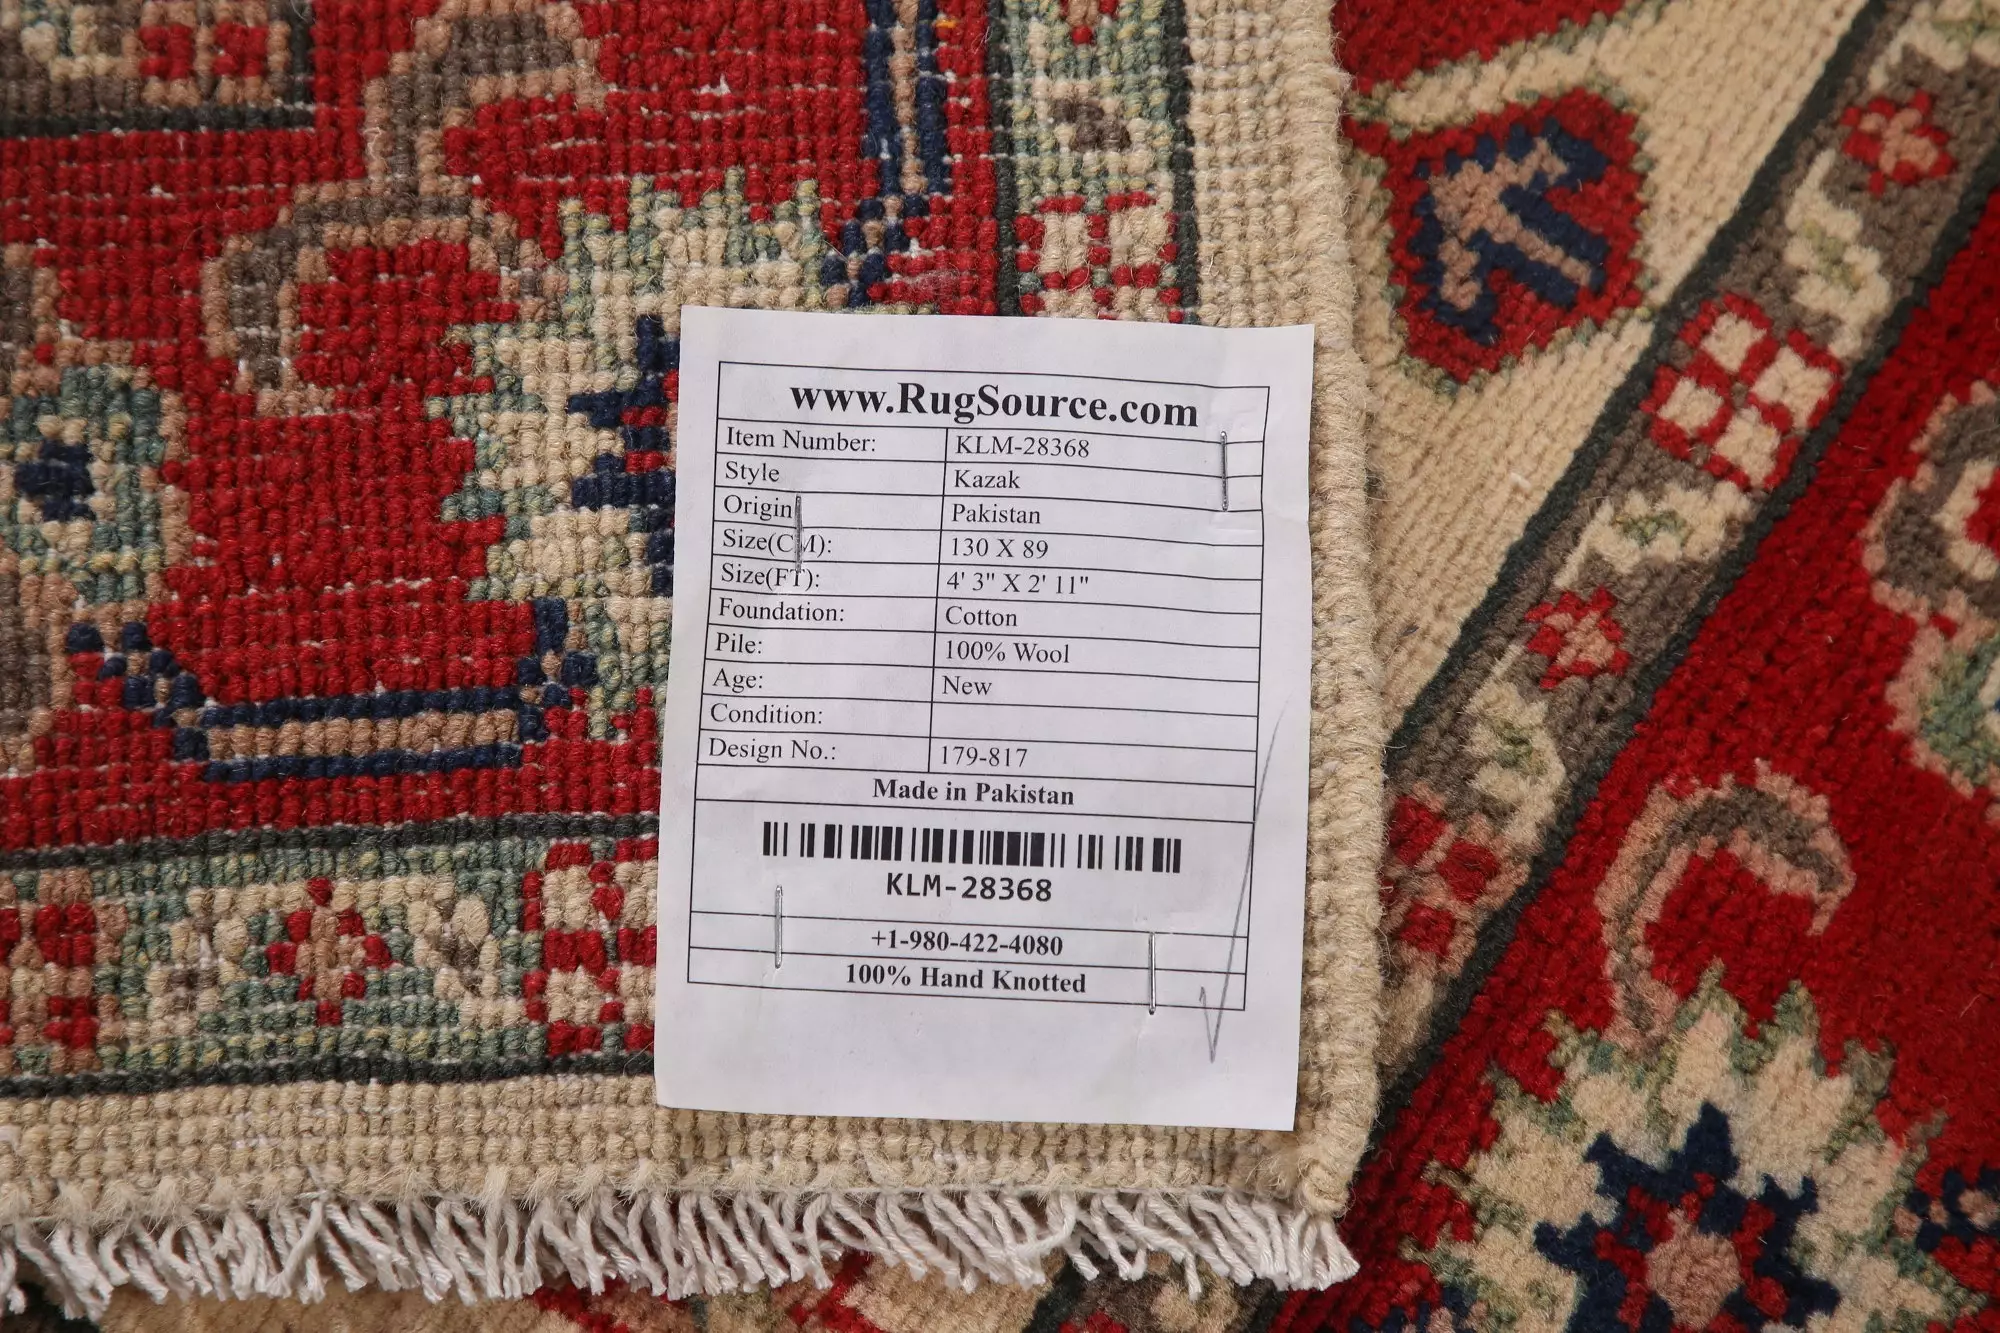 www.RugSource.com
Item Number: KLM-28368
Style Kazak
Origin Pakistan
Size(CM): 130 X 89
Size(FT): 4' 3" X 2' 11"
Foundation: Cotton
Pile: 100% Wool
Age: New
Condition:
Design No.: 179-817
Made in Pakistan
KLM-28368
+1-980-422-4080
100% Hand Knotted